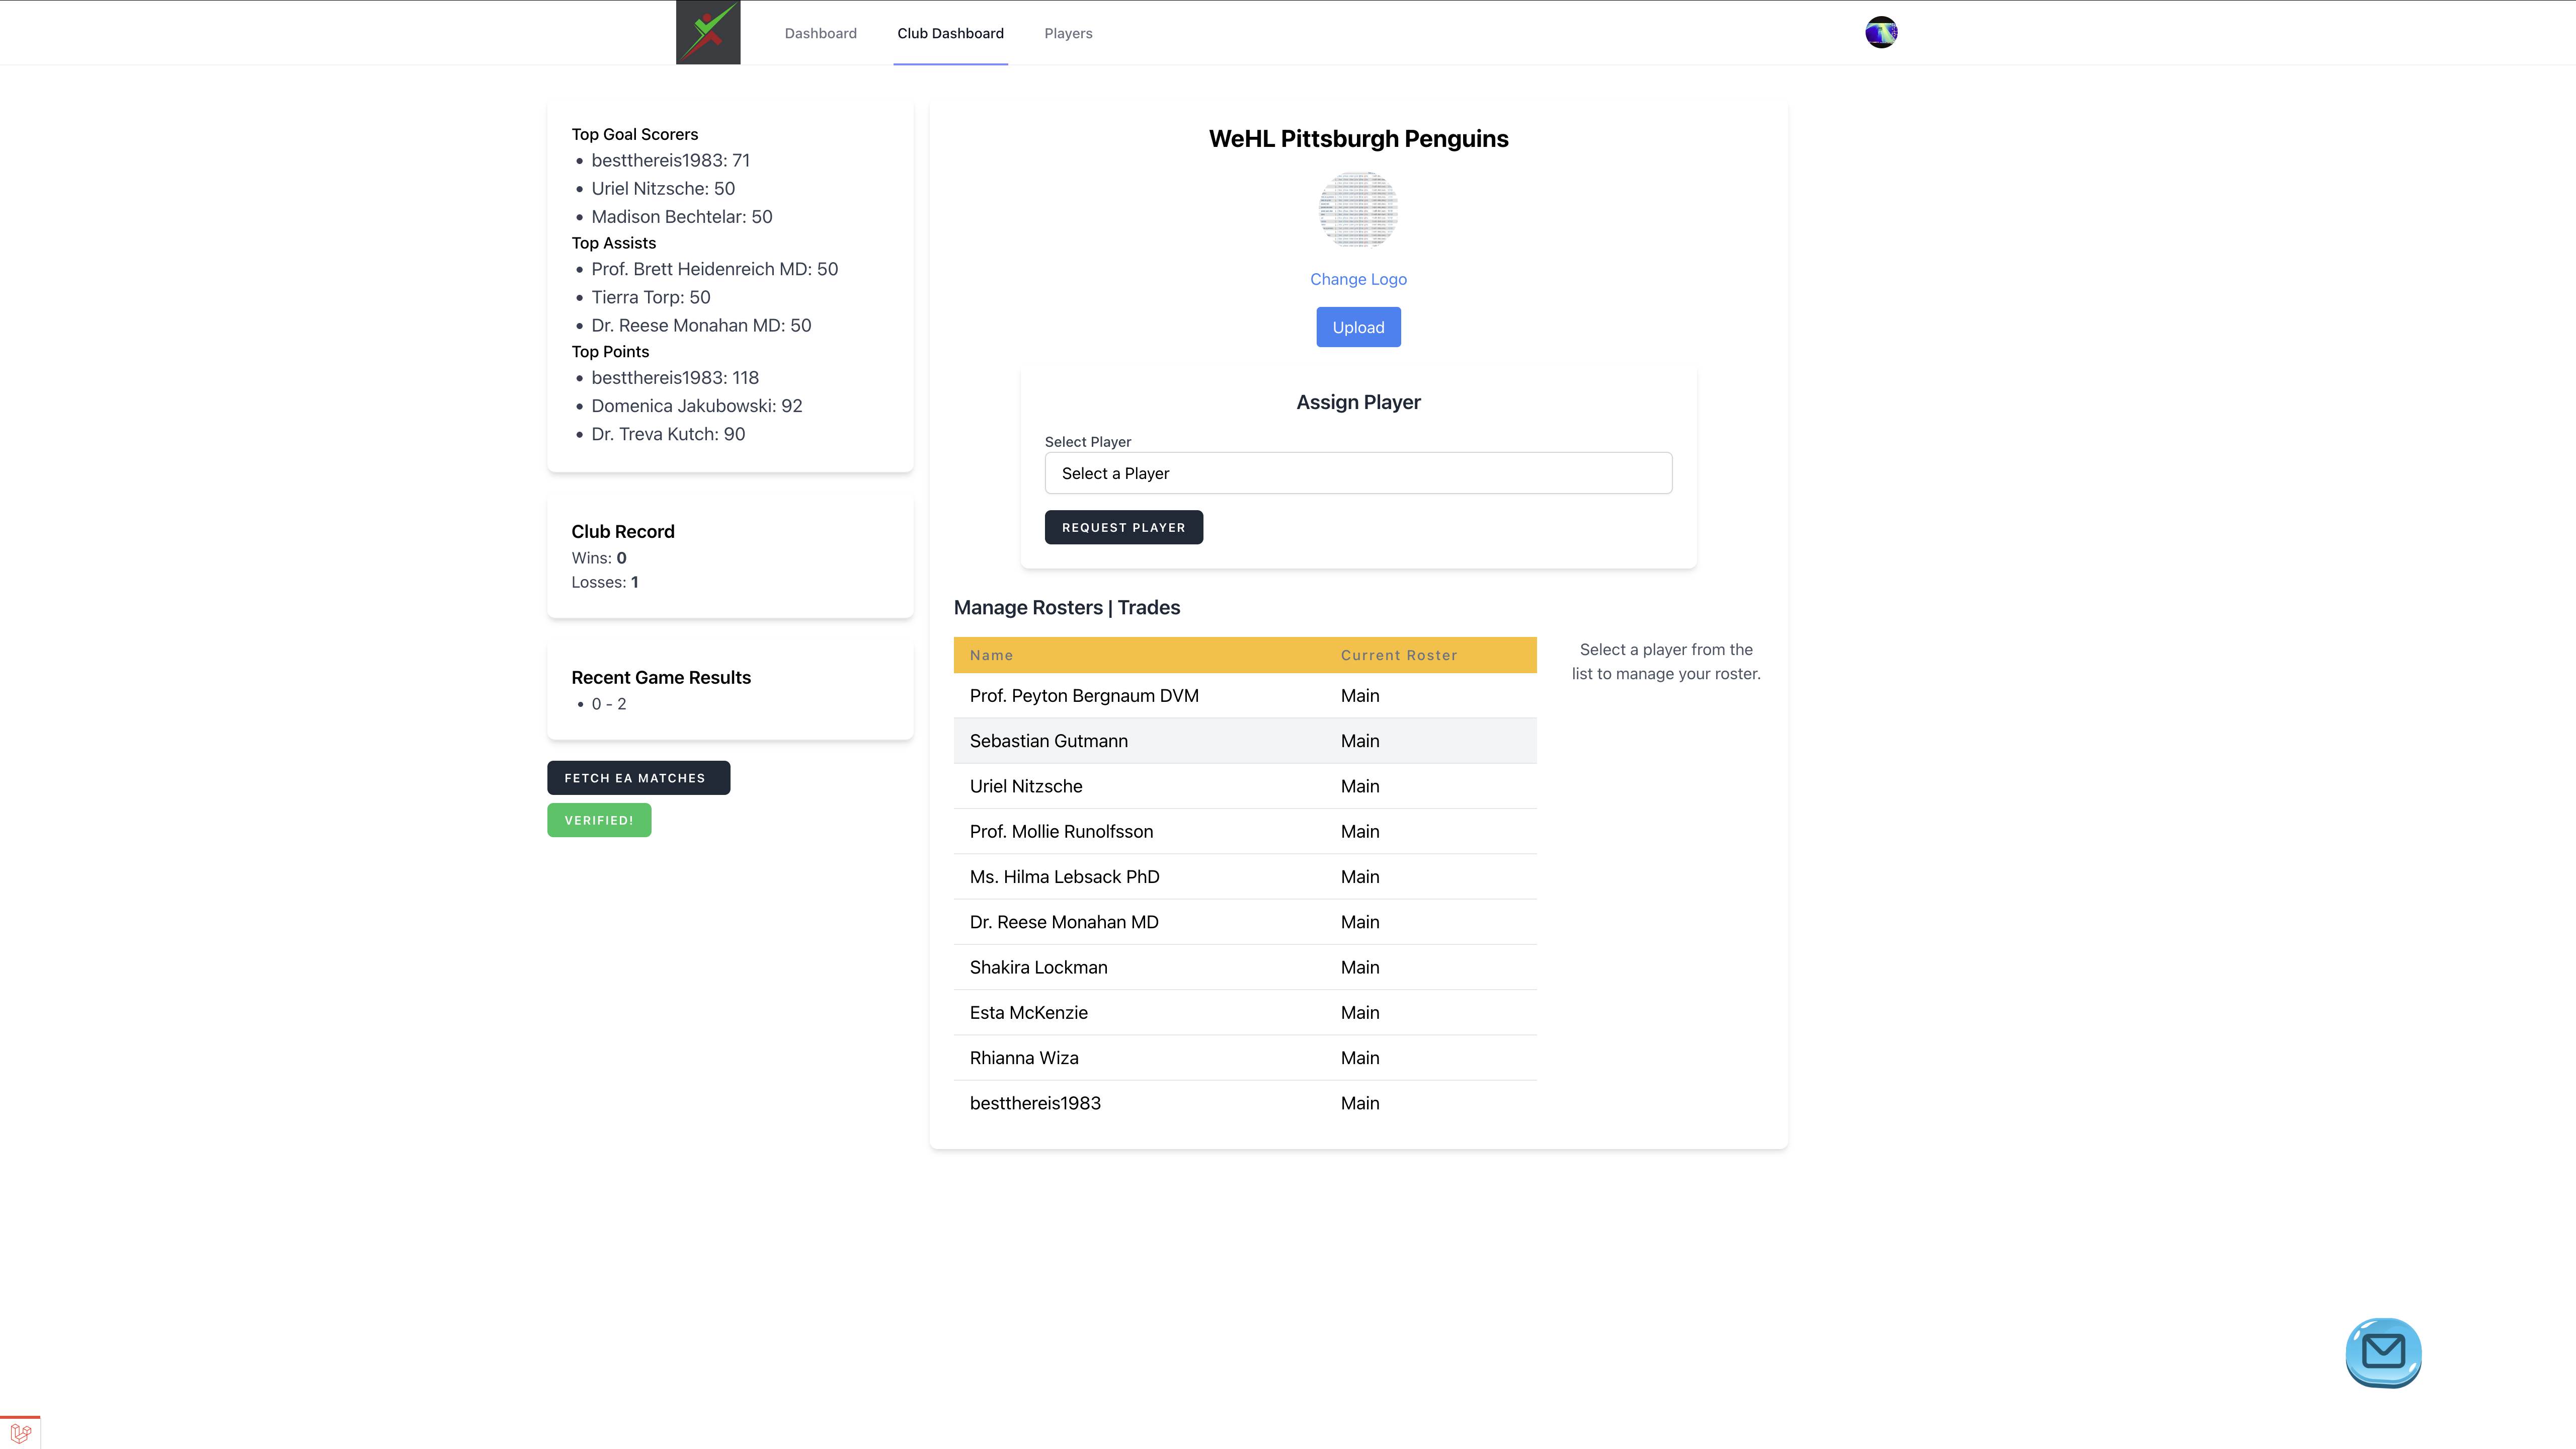 Dashboard
Club Dashboard
Players
Top Goal Scorers
bestthereis1983: 71
Uriel Nitzsche: 50
Madison Bechtelar: 50
Top Assists
Prof. Brett Heidenreich MD: 50
Tierra Torp: 50
Dr. Reese Monahan MD: 50
Top Points
bestthereis1983: 118
Domenica Jakubowski: 92
Dr. Treva Kutch: 90
Club Record
Wins: 0
Losses: 1
Recent Game Results
0 - 2
FETCH EA MATCHES
VERIFIED!
WeHL Pittsburgh Penguins
Change Logo
Upload
Assign Player
Select Player
Select a Player
REQUEST PLAYER
Manage Rosters | Trades
Name Current Roster
Prof. Peyton Bergnaum DVM Main
Sebastian Gutmann Main
Uriel Nitzsche Main
Prof. Mollie Runolfsson Main
Ms. Hilma Lebsack PhD Main
Dr. Reese Monahan MD Main
Shakira Lockman Main
Esta McKenzie Main
Rhianna Wiza Main
bestthereis1983 Main
Select a player from the
list to manage your roster.